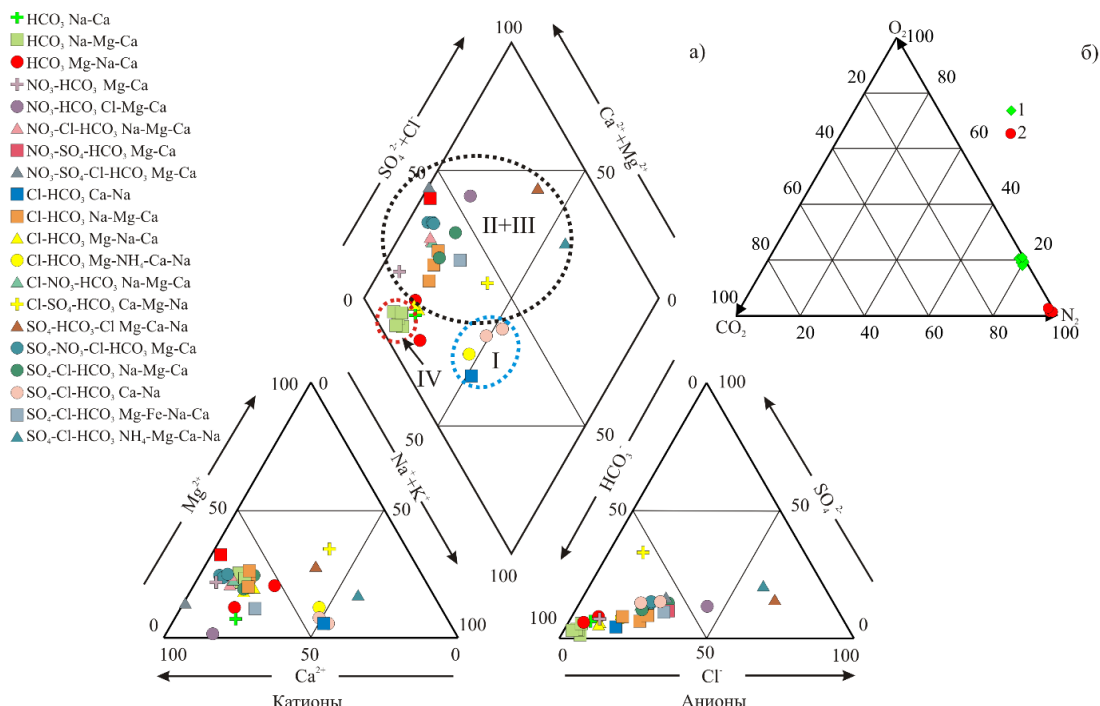 HCO₃ Na-Ca
HCO₃ Na-Mg-Ca
HCO₃ Mg-Na-Ca
NO₃-HCO₃ Mg-Ca
NO₃-HCO₃ Cl-Mg-Ca
NO₃-Cl-HCO₃ Na-Mg-Ca
NO₃-SO₄-HCO₃ Mg-Ca
NO₃-SO₄-Cl-HCO₃ Mg-Ca
Cl-HCO₃ Ca-Na
Cl-HCO₃ Na-Mg-Ca
Cl-HCO₃ Mg-Na-Ca
Cl-HCO₃ Mg-NH₄-Ca-Na
Cl-NO₃-HCO₃ Na-Mg-Ca
Cl-SO₄-HCO₃ Ca-Mg-Na
SO₄-HCO₃-Cl Mg-Ca-Na
SO₄-NO₃-Cl-HCO₃ Mg-Ca
SO₄-Cl-HCO₃ Na-Mg-Ca
SO₄-Cl-HCO₃ Ca-Na
SO₄-Cl-HCO₃ Mg-Fe-Na-Ca
SO₄-Cl-HCO₃ NH₄-Mg-Ca-Na
а)
100
SO₄²⁻+Cl⁻
Ca²⁺+Mg²⁺
50
50
II+III
0
0
I
IV
50
50
100
Na⁺+K⁺
HCO₃⁻
100
0
Mg²⁺
50
50
0
100
100
50
0
Ca²⁺
Катионы
0
100
SO₄²⁻
50
50
100
0
0
50
100
Cl⁻
Анионы
б)
O₂
100
20
80
1
2
40
60
60
40
80
20
100
CO₂
20
40
60
80
100
N₂